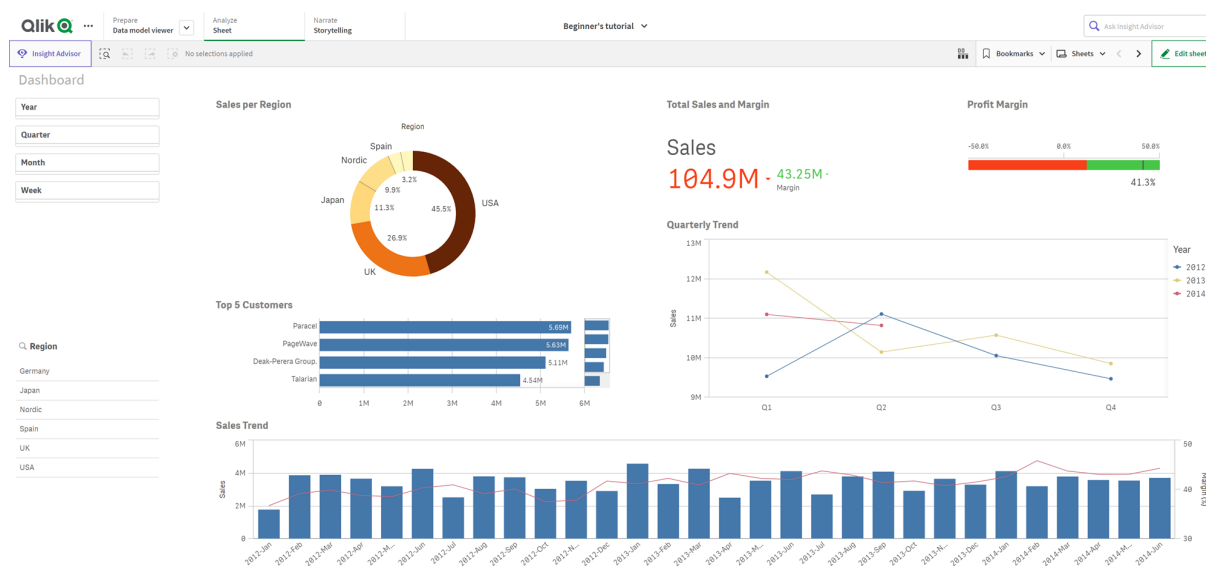 Qlik
Prepare
Data model viewer
Analyze
Sheet
Narrate
Storytelling
Beginner's tutorial
Ask Insight Advisor
Insight Advisor
No selections applied
Bookmarks
Sheets
Edit sheet
Dashboard
Year
Quarter
Month
Week
Region
Germany
Japan
Nordic
Spain
UK
USA
Sales per Region
Region
Spain
Nordic
Japan
UK
USA
3.2%
9.9%
11.3%
26.9%
45.5%
Total Sales and Margin
Sales
104.9M -
43.25M -
Margin
Profit Margin
-50.0% 0.0% 50.0%
41.3%
Top 5 Customers
Paracel 5.69M
PageWave 5.63M
Deak-Perera Group. 5.11M
Talarian 4.54M
0 1M 2M 3M 4M 5M 6M
Quarterly Trend
13M
12M
11M
10M
9M
Sales
Q1 Q2 Q3 Q4
Year
2012
2013
2014
Sales Trend
6M
4M
2M
0
Sales
50
40
30
Margin (%)
2012-Jan 2012-Feb 2012-Mar 2012-Apr 2012-M... 2012-Jun 2012-Jul 2012-Aug 2012-Sep 2012-Oct 2012-N... 2012-Dec 2013-Jan 2013-Feb 2013-Mar 2013-Apr 2013-M... 2013-Jun 2013-Jul 2013-Aug 2013-Sep 2013-Oct 2013-N... 2013-Dec 2014-Jan 2014-Feb 2014-Mar 2014-Apr 2014-M... 2014-Jun